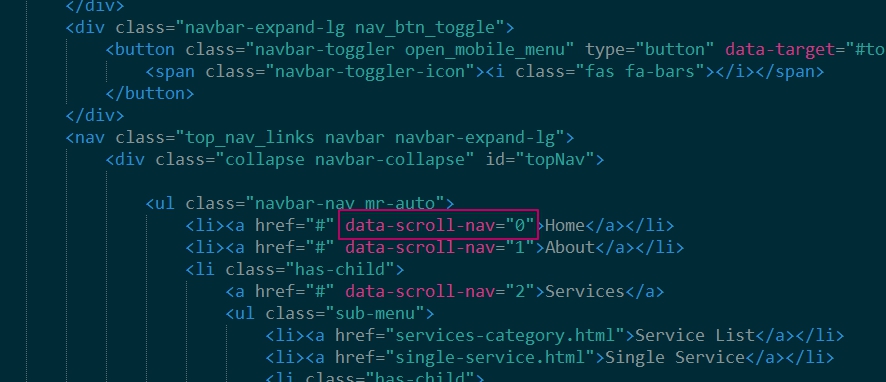 </div>
<div class="navbar-expand-lg nav_btn_toggle">
<button class="navbar-toggler open_mobile_menu" type="button" data-target="#to
<span class="navbar-toggler-icon"><i class="fas fa-bars"></i></span>
</button>
</div>
<nav class="top_nav_links navbar navbar-expand-lg">
<div class="collapse navbar-collapse" id="topNav">
<ul class="navbar-nav mr-auto">
<li><a href="#" data-scroll-nav="0">Home</a></li>
<li><a href="#" data-scroll-nav="1">About</a></li>
<li class="has-child">
<a href="#" data-scroll-nav="2">Services</a>
<ul class="sub-menu">
<li><a href="services-category.html">Service List</a></li>
<li><a href="single-service.html">Single Service</a></li>
<li class="has-child">